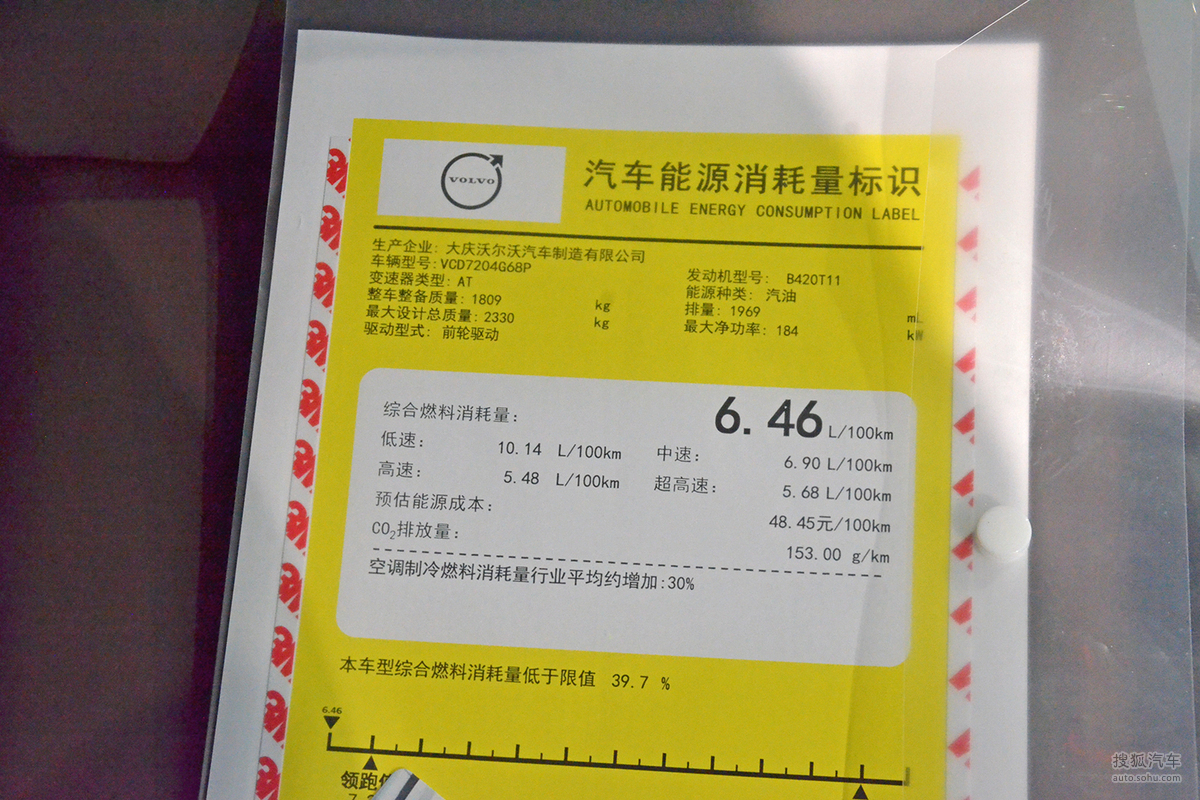 VOLVO
汽车能源消耗量标识
AUTOMOBILE ENERGY CONSUMPTION LABEL
生产企业: 大庆沃尔沃汽车制造有限公司
车辆型号: VCD7204G68P
变速器类型: AT
整车整备质量: 1809 kg
最大设计总质量: 2330 kg
驱动型式: 前轮驱动
发动机型号: B420T11
能源种类: 汽油
排量: 1969 mL
最大净功率: 184 kW
综合燃料消耗量: 6.46 L/100km
低速: 10.14 L/100km 中速: 6.90 L/100km
高速: 5.48 L/100km 超高速: 5.68 L/100km
预估能源成本: 48.45元/100km
CO₂排放量: 153.00 g/km
空调制冷燃料消耗量行业平均约增加:30%
本车型综合燃料消耗量低于限值 39.7 %
6.46
领跑
搜狐汽车
auto.sohu.com